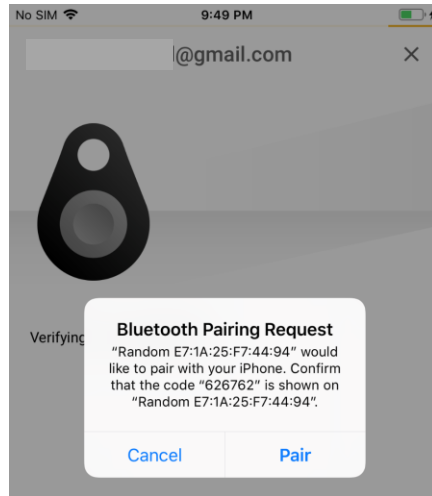 No SIM 9:49 PM
@gmail.com
Verifying
Bluetooth Pairing Request
“Random E7:1A:25:F7:44:94” would
like to pair with your iPhone. Confirm
that the code “626762” is shown on
“Random E7:1A:25:F7:44:94”.
Cancel Pair